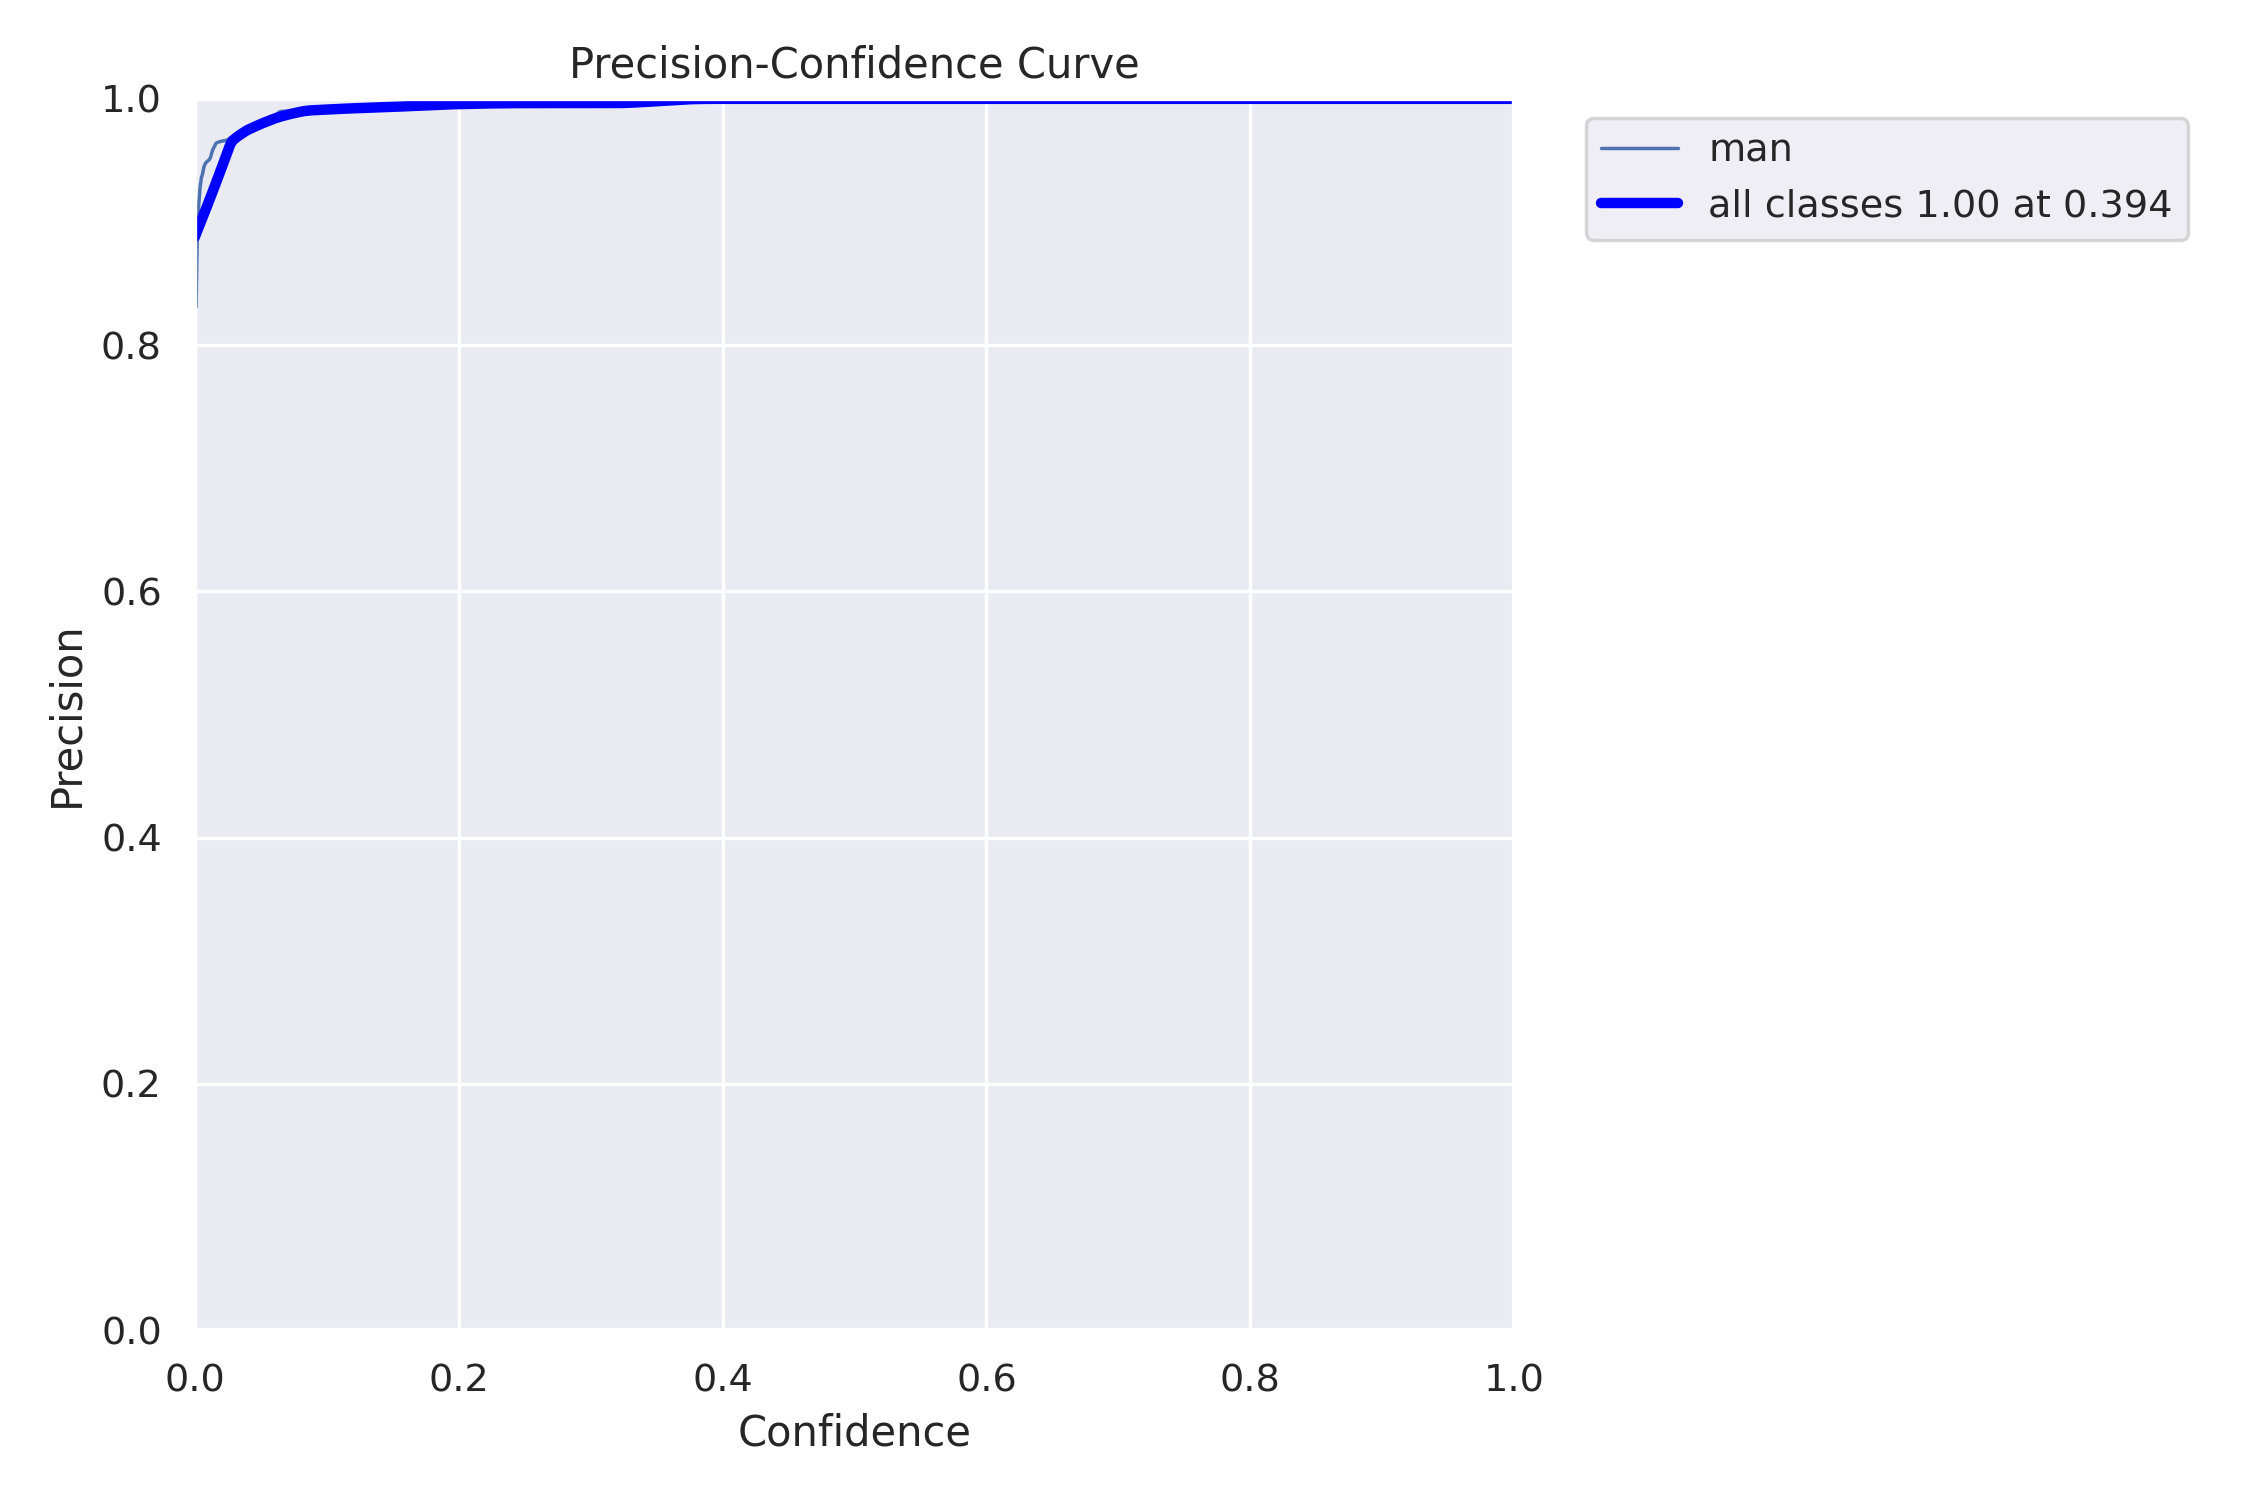 Precision-Confidence Curve
1.0
0.8
0.6
0.4
0.2
0.0
Precision
0.0 0.2 0.4 0.6 0.8 1.0
Confidence
man
all classes 1.00 at 0.394